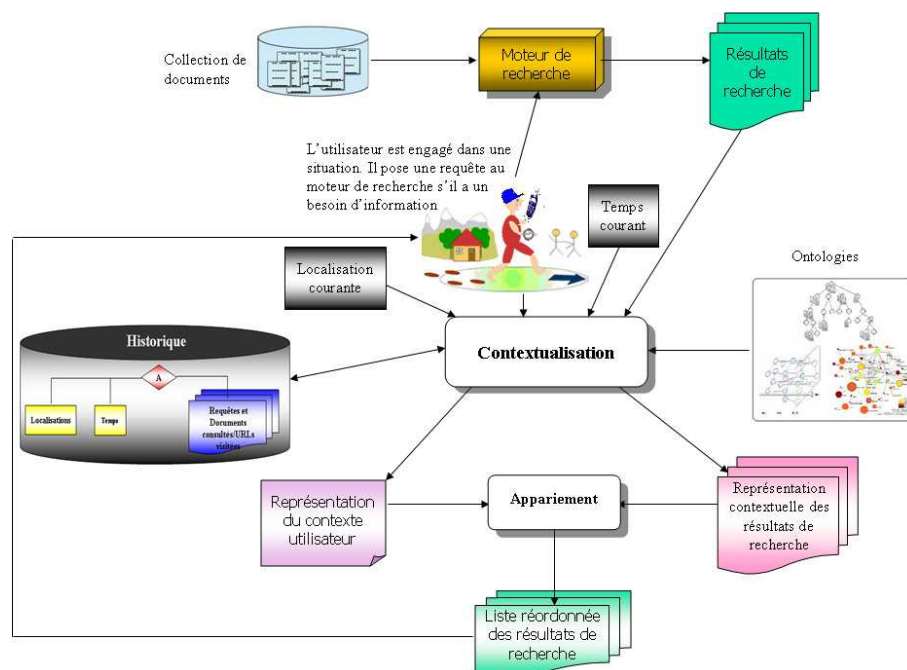 Collection de
documents
Moteur de
recherche
Résultats
de
recherche
L'utilisateur est engagé dans une
situation. Il pose une requête au
moteur de recherche s'il a un
besoin d'information
Temps
courant
Localisation
courante
Ontologies
Historique
A
Localisations
Temps
Requêtes et
Documents
consultés/URLs
visitées
Contextualisation
Représentation
du contexte
utilisateur
Appariement
Représentation
contextuelle des
résultats de
recherche
Liste réordonnée
des résultats de
recherche